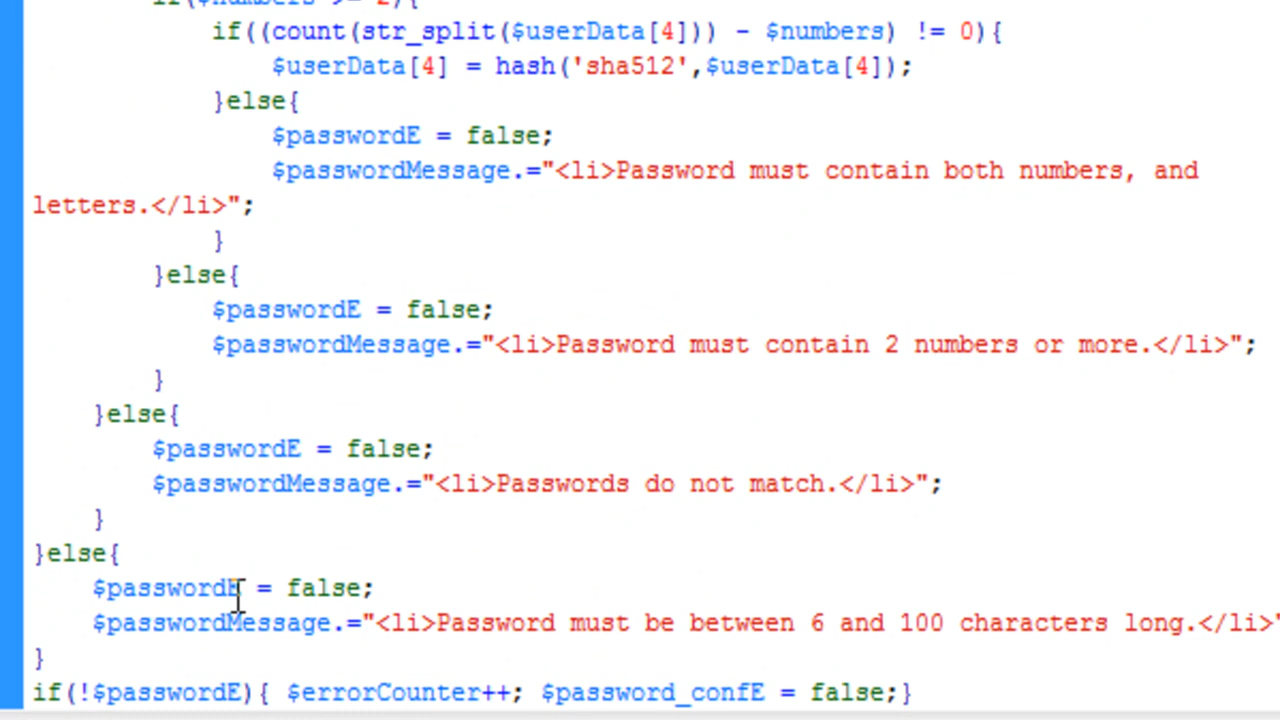 if($numbers >= 2){
if((count(str_split($userData[4])) - $numbers) != 0){
$userData[4] = hash('sha512',$userData[4]);
}else{
$passwordE = false;
$passwordMessage.="<li>Password must contain both numbers, and
letters.</li>";
}
}else{
$passwordE = false;
$passwordMessage.="<li>Password must contain 2 numbers or more.</li>";
}
}else{
$passwordE = false;
$passwordMessage.="<li>Passwords do not match.</li>";
}
}else{
$passwordE = false;
$passwordMessage.="<li>Password must be between 6 and 100 characters long.</li>"
}
if(!$passwordE){ $errorCounter++; $password_confE = false;}